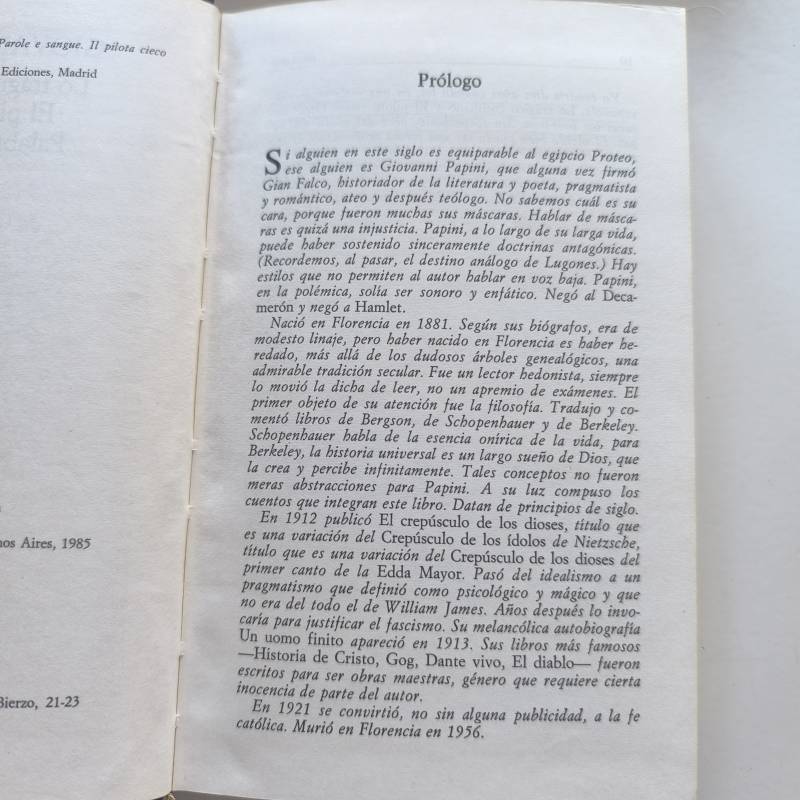 Parole e sangue. Il pilota cieco
Ediciones, Madrid
nos Aires, 1985
Bierzo, 21-23
Prólogo
Si alguien en este siglo es equiparable al egipcio Proteo,
ese alguien es Giovanni Papini, que alguna vez firmó
Gian Falco, historiador de la literatura y poeta, pragmatista
y romántico, ateo y después teólogo. No sabemos cuál es su
cara, porque fueron muchas sus máscaras. Hablar de másca-
ras es quizá una injusticia. Papini, a lo largo de su larga vida,
puede haber sostenido sinceramente doctrinas antagónicas.
(Recordemos, al pasar, el destino análogo de Lugones.) Hay
estilos que no permiten al autor hablar en voz baja. Papini,
en la polémica, solía ser sonoro y enfático. Negó al Deca-
merón y negó a Hamlet.
Nació en Florencia en 1881. Según sus biógrafos, era de
modesto linaje, pero haber nacido en Florencia es haber he-
redado, más allá de los dudosos árboles genealógicos, una
admirable tradición secular. Fue un lector hedonista, siempre
lo movió la dicha de leer, no un apremio de exámenes. El
primer objeto de su atención fue la filosofía. Tradujo y co-
mentó libros de Bergson, de Schopenhauer y de Berkeley.
Schopenhauer habla de la esencia onírica de la vida, para
Berkeley, la historia universal es un largo sueño de Dios, que
la crea y percibe infinitamente. Tales conceptos no fueron
meras abstracciones para Papini. A su luz compuso los
cuentos que integran este libro. Datan de principios de siglo.
En 1912 publicó El crepúsculo de los dioses, título que
es una variación del Crepúsculo de los ídolos de Nietzsche,
título que es una variación del Crepúsculo de los dioses del
primer canto de la Edda Mayor. Pasó del idealismo a un
pragmatismo que definió como psicológico y mágico y que
no era del todo el de William James. Años después lo invo-
caría para justificar el fascismo. Su melancólica autobiografía
Un uomo finito apareció en 1913. Sus libros más famosos
—Historia de Cristo, Gog, Dante vivo, El diablo— fueron
escritos para ser obras maestras, género que requiere cierta
inocencia de parte del autor.
En 1921 se convirtió, no sin alguna publicidad, a la fe
católica. Murió en Florencia en 1956.